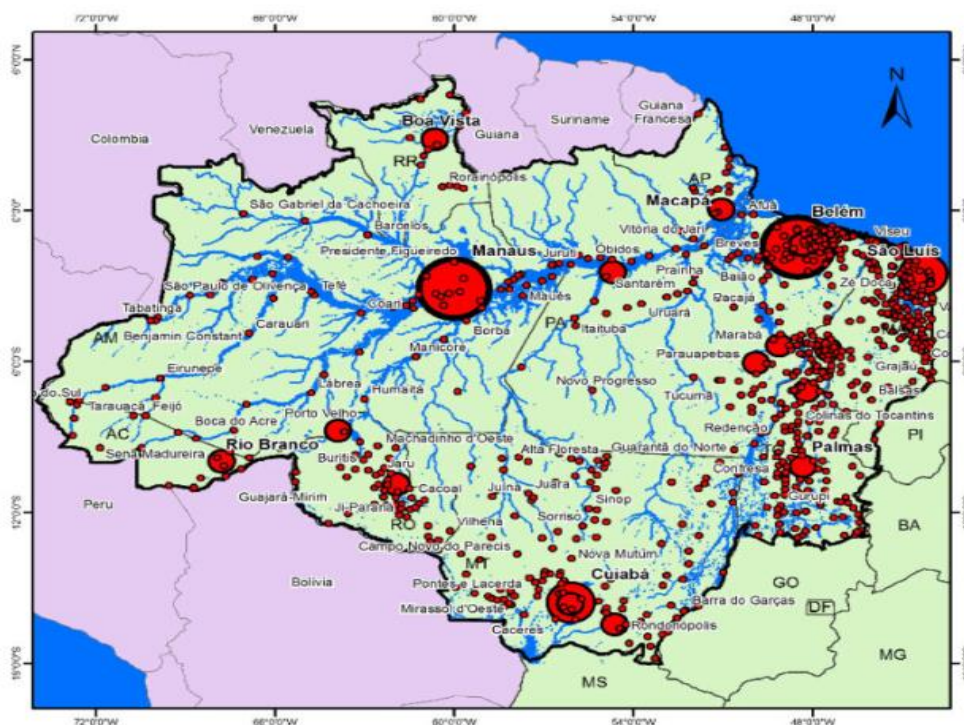 72°0'0"W 66°0'0"W 60°0'0"W 54°0'0"W 48°0'0"W
N
Boa Vista
Colombia
Venezuela
Guiana
Suriname
Guiana
Francesa
RR
Rorainópolis
AP
São Gabriel da Cachoeira
Macapá
Afuá
Barcelos
Belém
Vitória do Jari
Viseu
Presidente Figueiredo
Manaus
Juruti
Óbidos
Breves
São Luís
Prainha
Baião
São Paulo de Olivença
Tefé
Maués
Santarém
Zé Doca
Tabatinga
Coari
Uruará
Pacajá
Carauari
Borba
PA
Itaituba
Marabá
AM
Benjamin Constant
Manicoré
Parauapebas
Grajaú
Eirunepé
Lábrea
Humaitá
Novo Progresso
Balsas
do Sul
Tarauacá
Feijó
Tucumã
Boca do Acre
Porto Velho
Colinas do Tocantins
AC
Rio Branco
Machadinho d'Oeste
Redenção
PI
Sena Madureira
Buritis
Alta Floresta
Guarantã do Norte
Palmas
Jaru
Confresa
Peru
Guajará-Mirim
Cacoal
Juína
Juara
Sinop
Gurupi
Ji-Paraná
RO
Vilhena
Sorriso
BA
Campo Novo do Parecis
Nova Mutum
Bolívia
MT
Cuiabá
GO
Pontes e Lacerda
Mirassol d'Oeste
Barra do Garças
DF
Cáceres
Rondonópolis
MG
MS
72°0'0"W 66°0'0"W 60°0'0"W 54°0'0"W 48°0'0"W